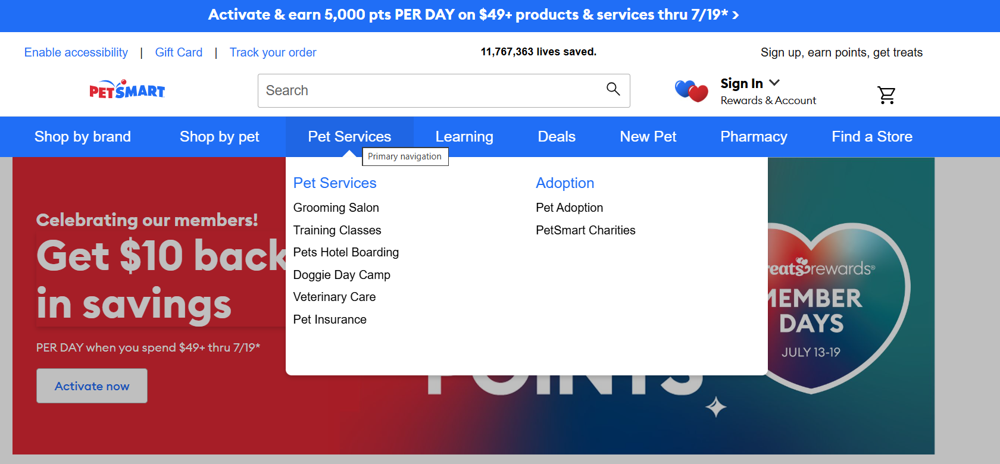 Activate & earn 5,000 pts PER DAY on $49+ products & services thru 7/19* >
Enable accessibility | Gift Card | Track your order
11,767,363 lives saved.
Sign up, earn points, get treats
PETSMART
Search
Sign In
Rewards & Account
Shop by brand
Shop by pet
Pet Services
Learning
Deals
New Pet
Pharmacy
Find a Store
Primary navigation
Pet Services
Grooming Salon
Training Classes
Pets Hotel Boarding
Doggie Day Camp
Veterinary Care
Pet Insurance
Adoption
Pet Adoption
PetSmart Charities
Celebrating our members!
Get $10 back
in savings
PER DAY when you spend $49+ thru 7/19*
Activate now
POINTS
reats rewards®
MEMBER
DAYS
JULY 13-19